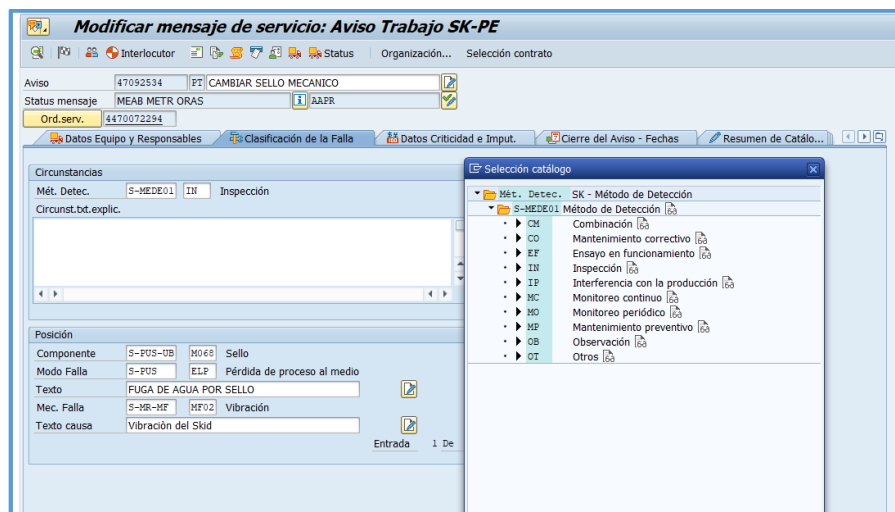 Modificar mensaje de servicio: Aviso Trabajo SK-PE
Interlocutor Status Organización... Selección contrato
Aviso 47092534 PT CAMBIAR SELLO MECANICO
Status mensaje MEAB METR ORAS AAPR
Ord.serv. 4470072294
Datos Equipo y Responsables Clasificación de la Falla Datos Criticidad e Imput. Cierre del Aviso - Fechas Resumen de Catálo...
Circunstancias
Mét. Detec. S-MEDE01 IN Inspección
Circunst.txt.explic.
Posición
Componente S-PUS-UB M068 Sello
Modo Falla S-PUS ELP Pérdida de proceso al medio
Texto FUGA DE AGUA POR SELLO
Mec. Falla S-MR-MF MF02 Vibración
Texto causa Vibración del Skid
Entrada 1 De
Selección catálogo
Mét. Detec. SK - Método de Detección
S-MEDE01 Método de Detección
CM Combinación
CO Mantenimiento correctivo
EF Ensayo en funcionamiento
IN Inspección
IP Interferencia con la producción
MC Monitoreo continuo
MO Monitoreo periódico
MP Mantenimiento preventivo
OB Observación
OT Otros